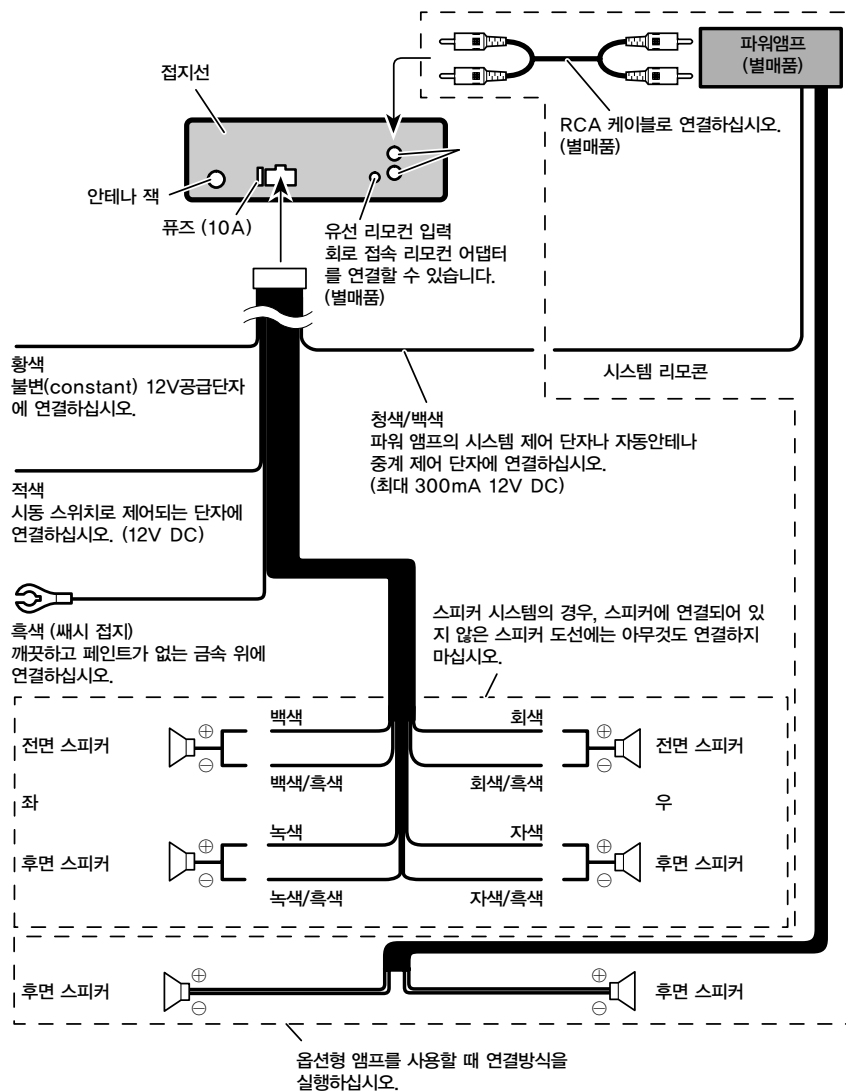 파워앰프
(별매품)
접지선
RCA 케이블로 연결하십시오.
(별매품)
안테나 잭
퓨즈 (10A)
유선 리모컨 입력
회로 접속 리모컨 어댑터
를 연결할 수 있습니다.
(별매품)
황색
불변(constant) 12V공급단자
에 연결하십시오.
시스템 리모콘
청색/백색
파워 앰프의 시스템 제어 단자나 자동안테나
중계 제어 단자에 연결하십시오.
(최대 300mA 12V DC)
적색
시동 스위치로 제어되는 단자에
연결하십시오. (12V DC)
흑색 (쌔시 접지)
깨끗하고 페인트가 없는 금속 위에
연결하십시오.
스피커 시스템의 경우, 스피커에 연결되어 있
지 않은 스피커 도선에는 아무것도 연결하지
마십시오.
백색
회색
전면 스피커
⊕
⊖
⊕
⊖
전면 스피커
백색/흑색
회색/흑색
좌
우
녹색
자색
후면 스피커
⊕
⊖
⊕
⊖
후면 스피커
녹색/흑색
자색/흑색
후면 스피커
⊕
⊖
⊕
⊖
후면 스피커
옵션형 앰프를 사용할 때 연결방식을
실행하십시오.